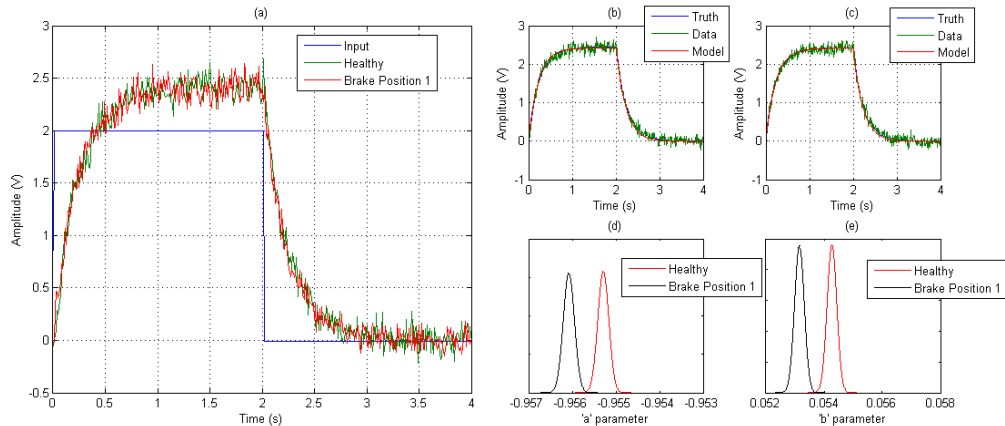 (a)
3
2.5
2
1.5
1
0.5
0
-0.5
Amplitude (V)
Input
Healthy
Brake Position 1
0
0.5
1
1.5
2
2.5
3
3.5
4
Time (s)
(b)
3
2
1
0
-1
Amplitude (V)
Truth
Data
Model
0
1
2
3
4
Time (s)
(c)
3
2
1
0
-1
Amplitude (V)
Truth
Data
Model
0
1
2
3
4
Time (s)
(d)
Healthy
Brake Position 1
-0.957
-0.956
-0.955
-0.954
-0.953
'a' parameter
(e)
Healthy
Brake Position 1
0.052
0.054
0.056
0.058
'b' parameter